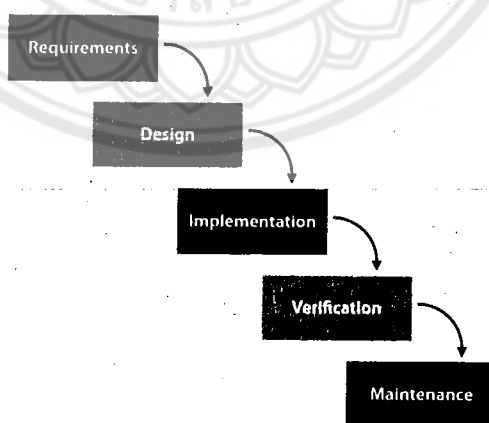 Requirements
Design
Implementation
Verification
Maintenance